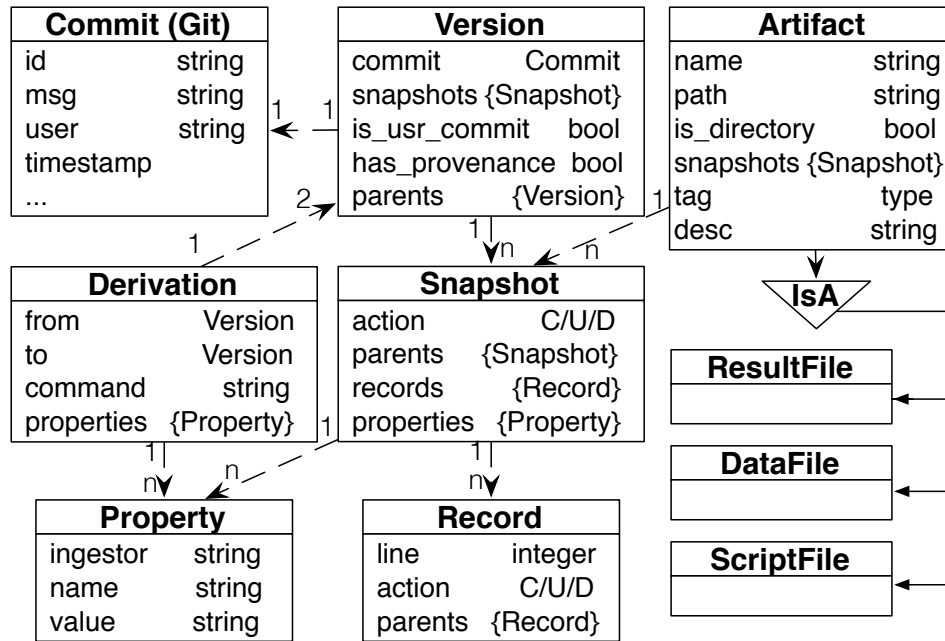 Commit (Git)
id string
msg string
user string
timestamp
...
Version
commit Commit
snapshots {Snapshot}
is_usr_commit bool
has_provenance bool
parents {Version}
Artifact
name string
path string
is_directory bool
snapshots {Snapshot}
tag type
desc string
1 1
1 2
1 n
1 n
IsA
Derivation
from Version
to Version
command string
properties {Property}
Snapshot
action C/U/D
parents {Snapshot}
records {Record}
properties {Property}
ResultFile
DataFile
ScriptFile
1 n
1 n
1 n
Property
ingestor string
name string
value string
Record
line integer
action C/U/D
parents {Record}